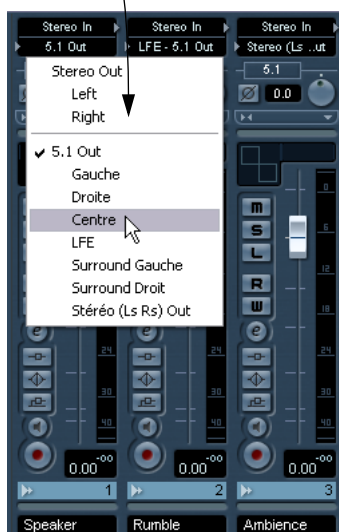 Stereo In Stereo In Stereo In
5.1 Out LFE - 5.1 Out Stereo (Ls ..ut
Stereo Out
Left
Right
5.1 Out
Gauche
Droite
Centre
LFE
Surround Gauche
Surround Droit
Stéréo (Ls Rs) Out
5.1
0.0
0
m
6
S
L
12
R
W
18
e e e
24 24 24
30 30 30
40 40 40
-oo -oo -oo
0.00 0.00 0.00
1 2 3
Speaker Rumble Ambience